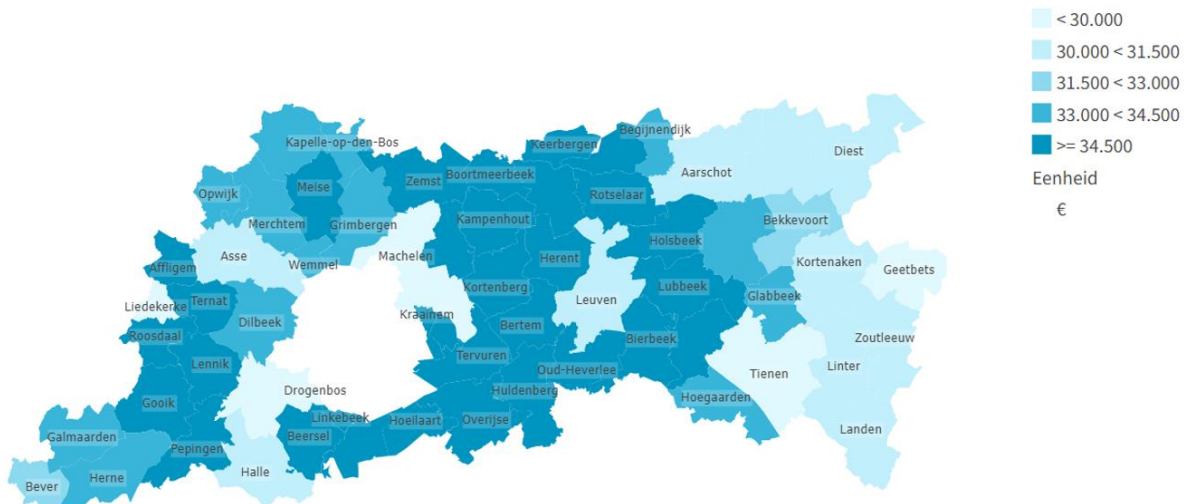 < 30.000
30.000 < 31.500
31.500 < 33.000
33.000 < 34.500
>= 34.500
Eenheid
€
Begijnendijk
Kapelle-op-den-Bos
Keerbergen
Diest
Aarschot
Boortmeerbeek
Zemst
Meise
Opwijk
Rotselaar
Kampenhout
Bekkevoort
Merchtem
Grimbergen
Holsbeek
Asse
Machelen
Herent
Kortenaken
Wemmel
Affligem
Geetbets
Kortenberg
Lubbeek
Glabbeek
Leuven
Ternat
Liedekerke
Kraainem
Dilbeek
Bertem
Roosdaal
Bierbeek
Zoutleeuw
Tervuren
Lennik
Oud-Heverlee
Linter
Tienen
Drogenbos
Huldenberg
Hoegaarden
Gooik
Linkebeek
Hoeilaart
Overijse
Landen
Beersel
Galmaarden
Pepingen
Halle
Herne
Bever